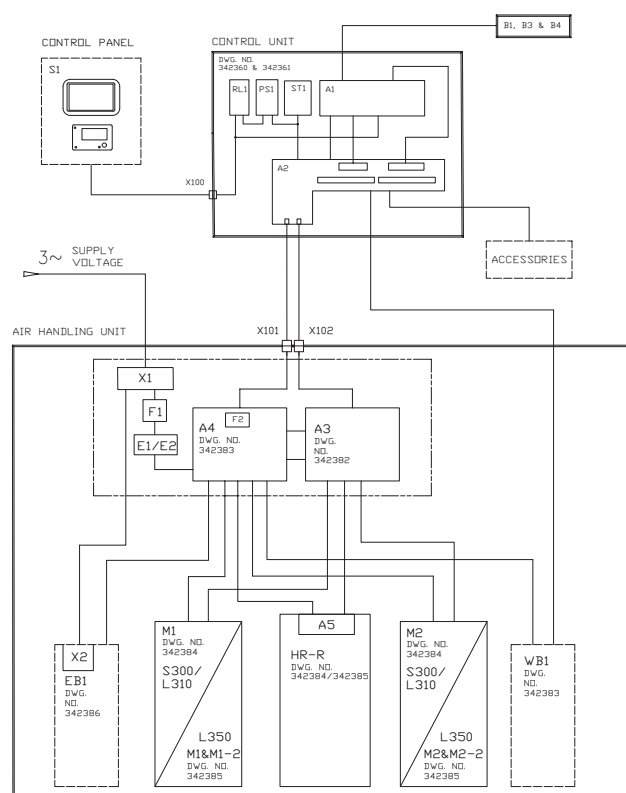 B1, B3 & B4
CONTROL PANEL
CONTROL UNIT
S1
DWG. NO.
342360 & 342361
RL1
PS1
ST1
A1
A2
X100
ACCESSORIES
3~ SUPPLY
VOLTAGE
X101
X102
AIR HANDLING UNIT
X1
F1
E1/E2
A4
F2
DWG. NO.
342383
A3
DWG.
NO.
342382
X2
EB1
DWG.
NO.
342386
M1
DWG. NO.
342384
S300/
L310
L350
M1&M1-2
DWG. NO.
342385
A5
HR-R
DWG. NO.
342384/342385
M2
DWG. NO.
342384
S300/
L310
L350
M2&M2-2
DWG. NO.
342385
WB1
DWG. NO.
342383